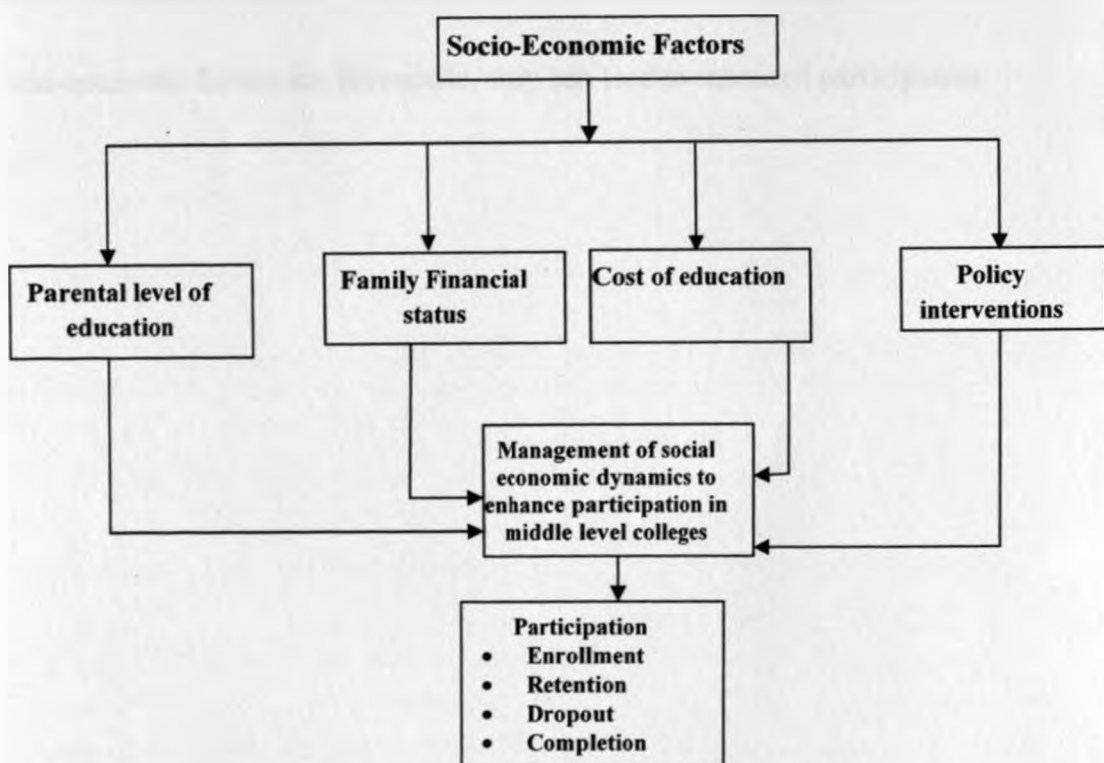 Socio-Economic Factors
participation
Parental level of
education
Family Financial
status
Cost of education
Policy
interventions
Management of social
economic dynamics to
enhance participation in
middle level colleges
Participation
• Enrollment
• Retention
• Dropout
• Completion